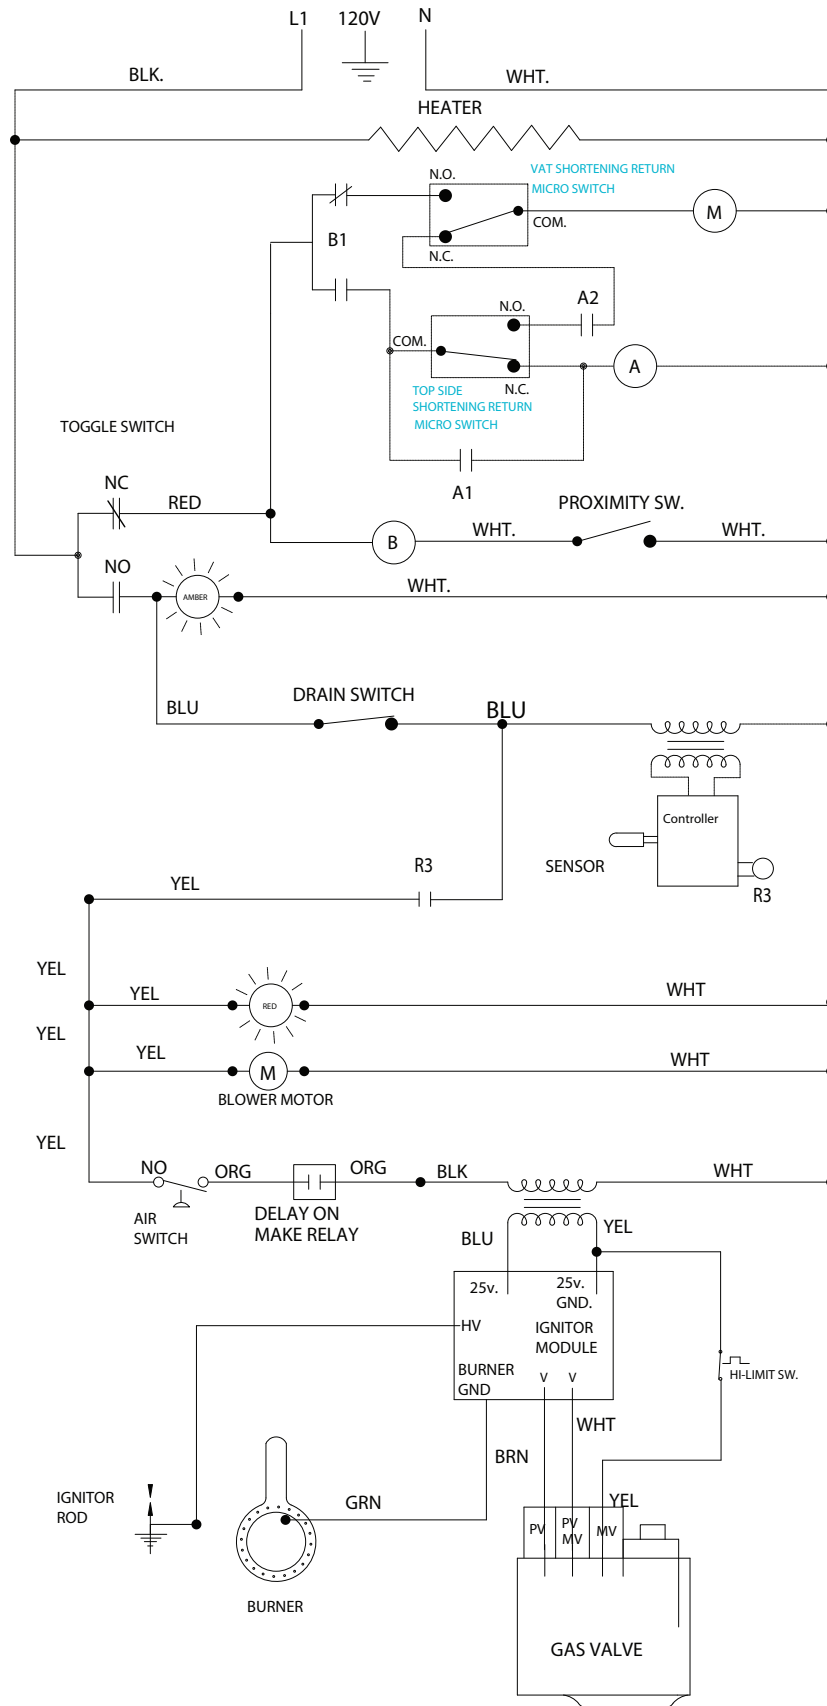 L1 120V N
BLK.
WHT.
HEATER
VAT SHORTENING RETURN
MICRO SWITCH
N.O.
M
COM.
B1
N.C.
A2
N.O.
COM.
A
N.C.
TOP SIDE
SHORTENING RETURN
MICRO SWITCH
TOGGLE SWITCH
A1
NC
RED
PROXIMITY SW.
B
WHT.
WHT.
NO
AMBER
WHT.
DRAIN SWITCH
BLU
BLU
Controller
SENSOR
R3
R3
YEL
YEL
YEL
RED
WHT
YEL
YEL
M
WHT
BLOWER MOTOR
YEL
NO
ORG
ORG
BLK
WHT
AIR
SWITCH
DELAY ON
MAKE RELAY
BLU
YEL
25v.
25v.
GND.
HV
IGNITOR
MODULE
BURNER
GND
V V
HI-LIMIT SW.
WHT
BRN
IGNITOR
ROD
GRN
YEL
PV
PV
MV
MV
BURNER
GAS VALVE